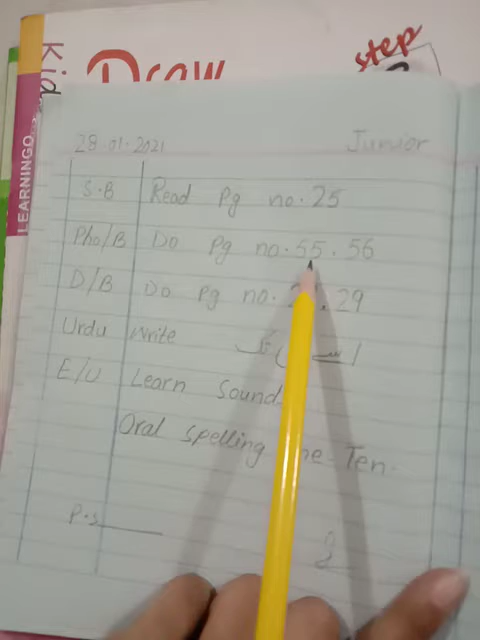 Kid
Draw
step
LEARNINGO
28.01.2021 Junior
S.B Read Pg no.25
Pho/B Do Pg no.55.56
D/B Do Pg no. .29
Urdu Write
E/U Learn Sound
Oral spelling Ten.
P.s